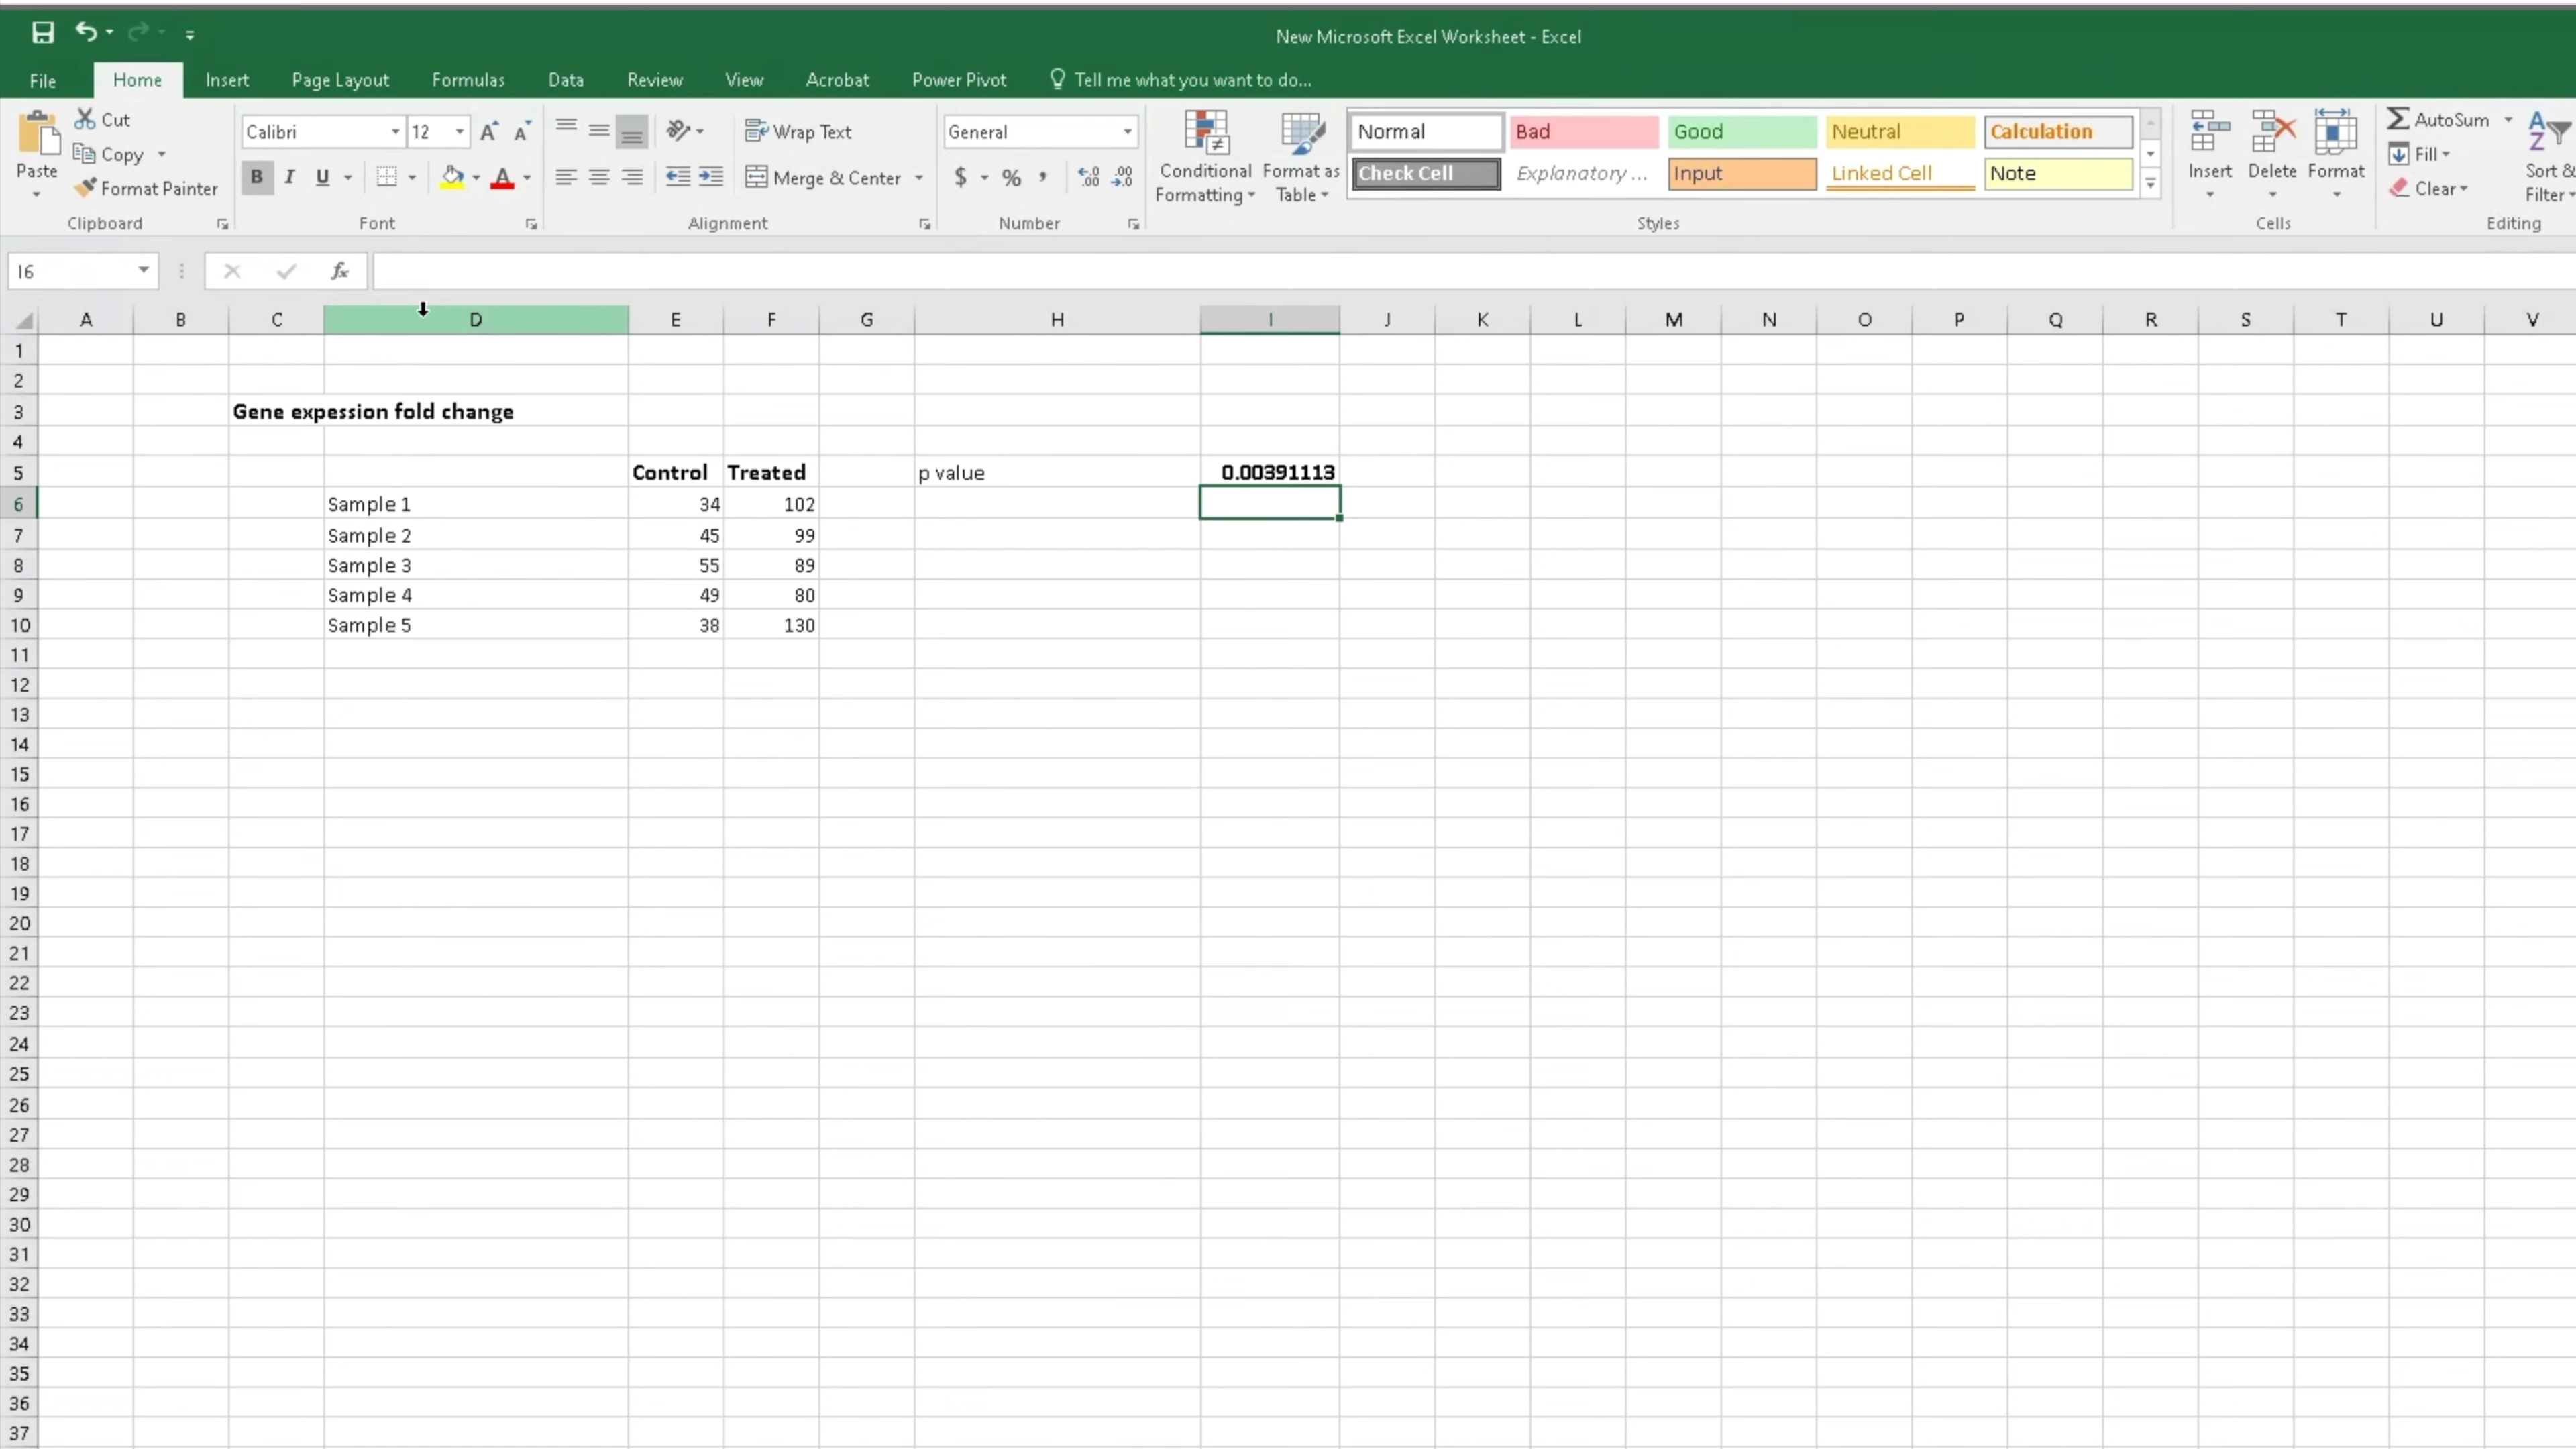 New Microsoft Excel Worksheet - Excel
File Home Insert Page Layout Formulas Data Review View Acrobat Power Pivot Tell me what you want to do...
Paste
Cut
Copy
Format Painter
Clipboard
Calibri 12
B I U
Font
Wrap Text
Merge & Center
Alignment
General
$ % ,
Number
Conditional Formatting
Format as Table
Normal Bad Good Neutral Calculation
Check Cell Explanatory ... Input Linked Cell Note
Styles
Insert Delete Format
Cells
AutoSum
Fill
Clear
Sort &
Filter
Editing
I6 fx
A B C D E F G H I J K L M N O P Q R S T U V
1
2
3 Gene expession fold change
4
5 Control Treated p value 0.00391113
6 Sample 1 34 102
7 Sample 2 45 99
8 Sample 3 55 89
9 Sample 4 49 80
10 Sample 5 38 130
11
12
13
14
15
16
17
18
19
20
21
22
23
24
25
26
27
28
29
30
31
32
33
34
35
36
37